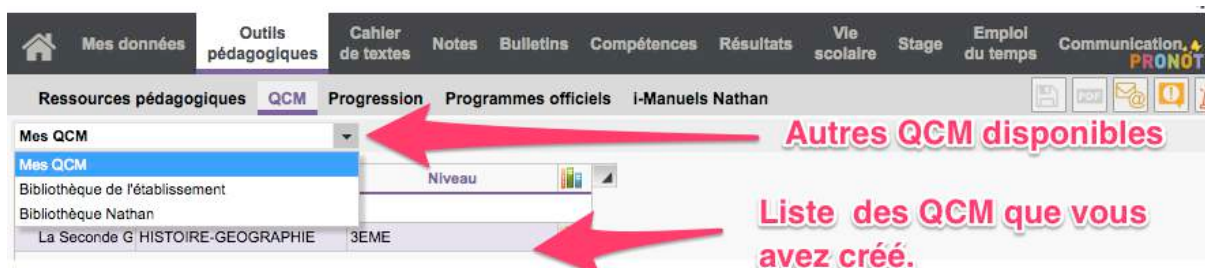 Mes données
Outils pédagogiques
Cahier de textes
Notes
Bulletins
Compétences
Résultats
Vie scolaire
Stage
Emploi du temps
Communication
Ressources pédagogiques QCM Progression Programmes officiels i-Manuels Nathan
PDF
Mes QCM
Autres QCM disponibles
Mes QCM
Bibliothèque de l'établissement
Bibliothèque Nathan
Niveau
La Seconde G HISTOIRE-GEOGRAPHIE 3EME
Liste des QCM que vous
avez créé.